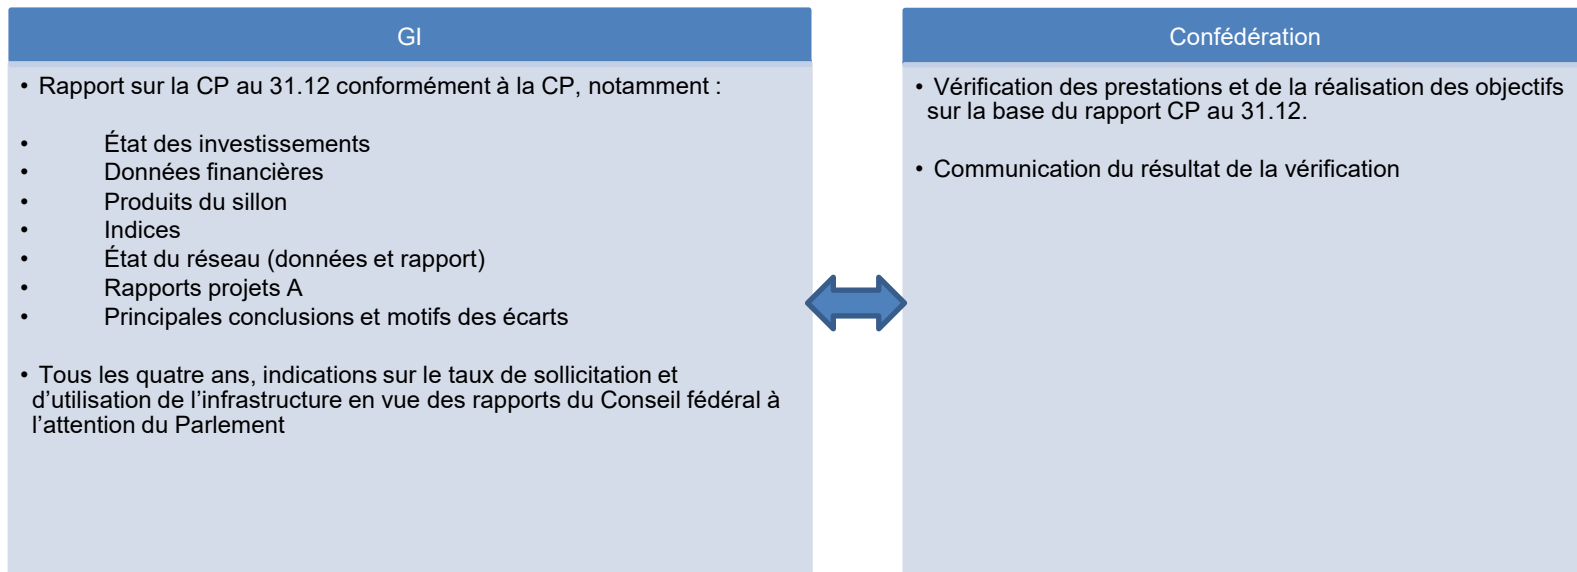 GI
• Rapport sur la CP au 31.12 conformément à la CP, notamment :
• État des investissements
• Données financières
• Produits du sillon
• Indices
• État du réseau (données et rapport)
• Rapports projets A
• Principales conclusions et motifs des écarts
• Tous les quatre ans, indications sur le taux de sollicitation et
d’utilisation de l’infrastructure en vue des rapports du Conseil fédéral à
l’attention du Parlement
Confédération
• Vérification des prestations et de la réalisation des objectifs
sur la base du rapport CP au 31.12.
• Communication du résultat de la vérification